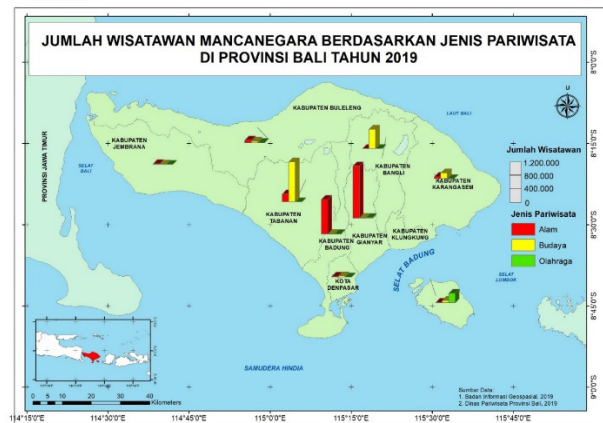 JUMLAH WISATAWAN MANCANEGARA BERDASARKAN JENIS PARIWISATA
DI PROVINSI BALI TAHUN 2019
8°0'0"S
8°15'0"S
8°30'0"S
8°45'0"S
9°0'0"S
PROVINSI JAWA TIMUR
SELAT
BALI
KABUPATEN
JEMBRANA
KABUPATEN BULELENG
LAUT BALI
U
KABUPATEN
TABANAN
KABUPATEN
BADUNG
KABUPATEN
GIANYAR
KABUPATEN
BANGLI
KABUPATEN
KLUNGKUNG
KABUPATEN
KARANGASEM
KOTA
DENPASAR
SELAT BADUNG
SELAT
LOMBOK
SAMUDERA HINDIA
Jumlah Wisatawan
1.200.000
800.000
400.000
0
Jenis Pariwisata
Alam
Budaya
Olahraga
0 5 10 20 30 40
Kilometers
Sumber Data:
1. Badan Informasi Geospasial, 2019
2. Dinas Pariwisata Provinsi Bali, 2019
114°15'0"E
114°30'0"E
114°45'0"E
115°0'0"E
115°15'0"E
115°30'0"E
115°45'0"E